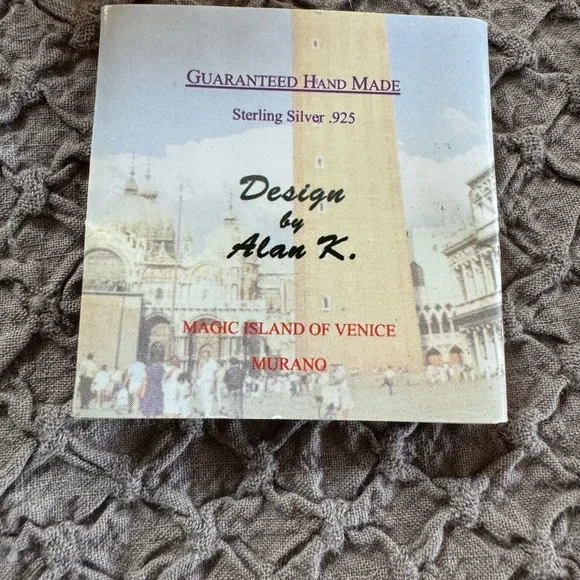 GUARANTEED HAND MADE
Sterling Silver .925
Design
by
Alan K.
MAGIC ISLAND OF VENICE
MURANO